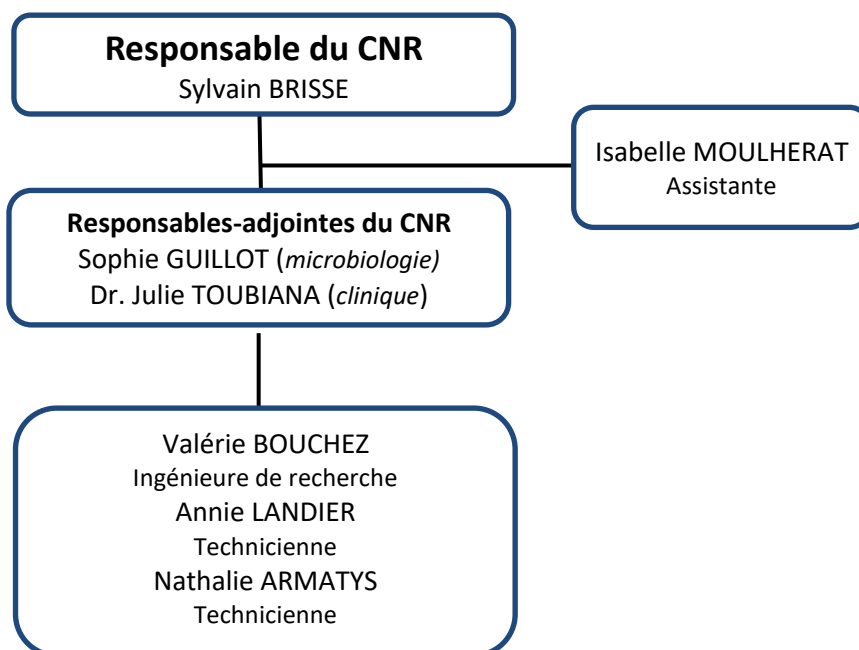 Responsable du CNR
Sylvain BRISSE
Isabelle MOULHERAT
Assistante
Responsables-adjointes du CNR
Sophie GUILLOT (microbiologie)
Dr. Julie TOUBIANA (clinique)
Valérie BOUCHEZ
Ingénieure de recherche
Annie LANDIER
Technicienne
Nathalie ARMATYS
Technicienne